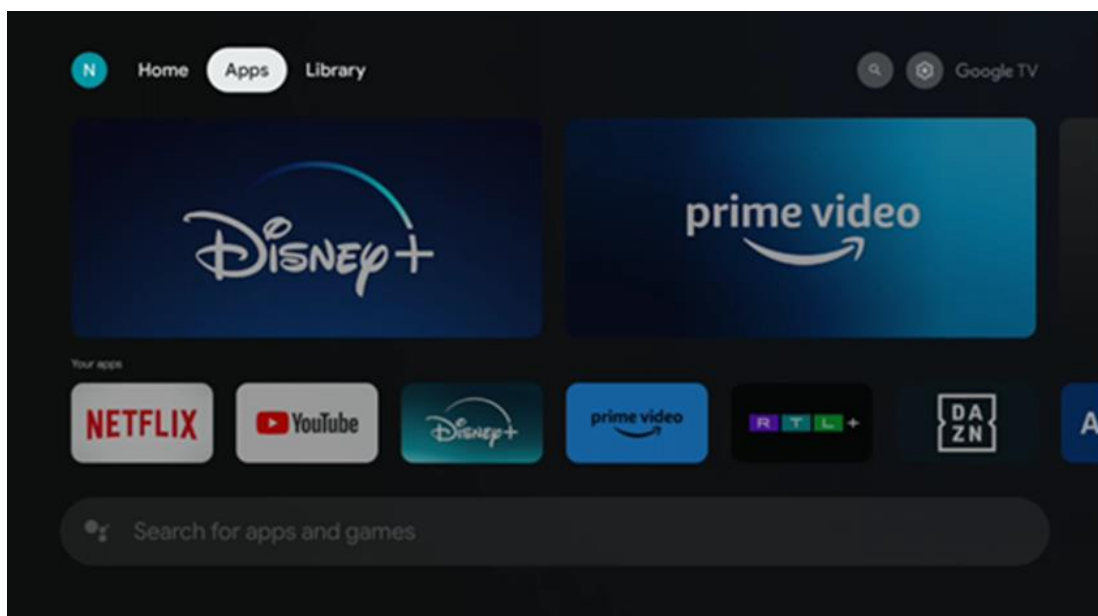 N Home Apps Library Google TV
Disney+ prime video
Your apps
NETFLIX YouTube Disney+ prime video RTL+ DAZN A
Search for apps and games